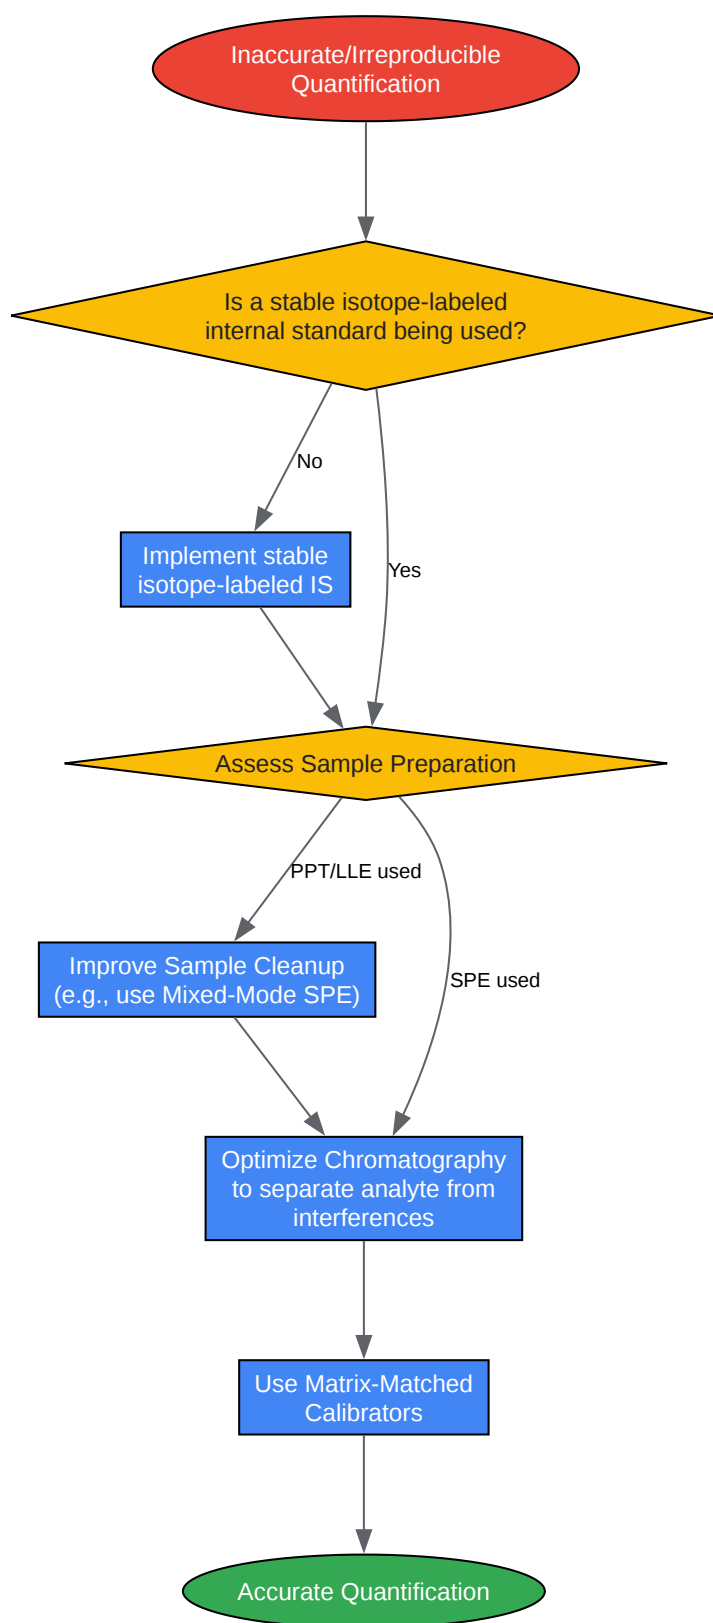 Inaccurate/Irreproducible
Quantification
Is a stable isotope-labeled
internal standard being used?
No
Implement stable
isotope-labeled IS
Yes
Assess Sample Preparation
PPT/LLE used
Improve Sample Cleanup
(e.g., use Mixed-Mode SPE)
SPE used
Optimize Chromatography
to separate analyte from
interferences
Use Matrix-Matched
Calibrators
Accurate Quantification